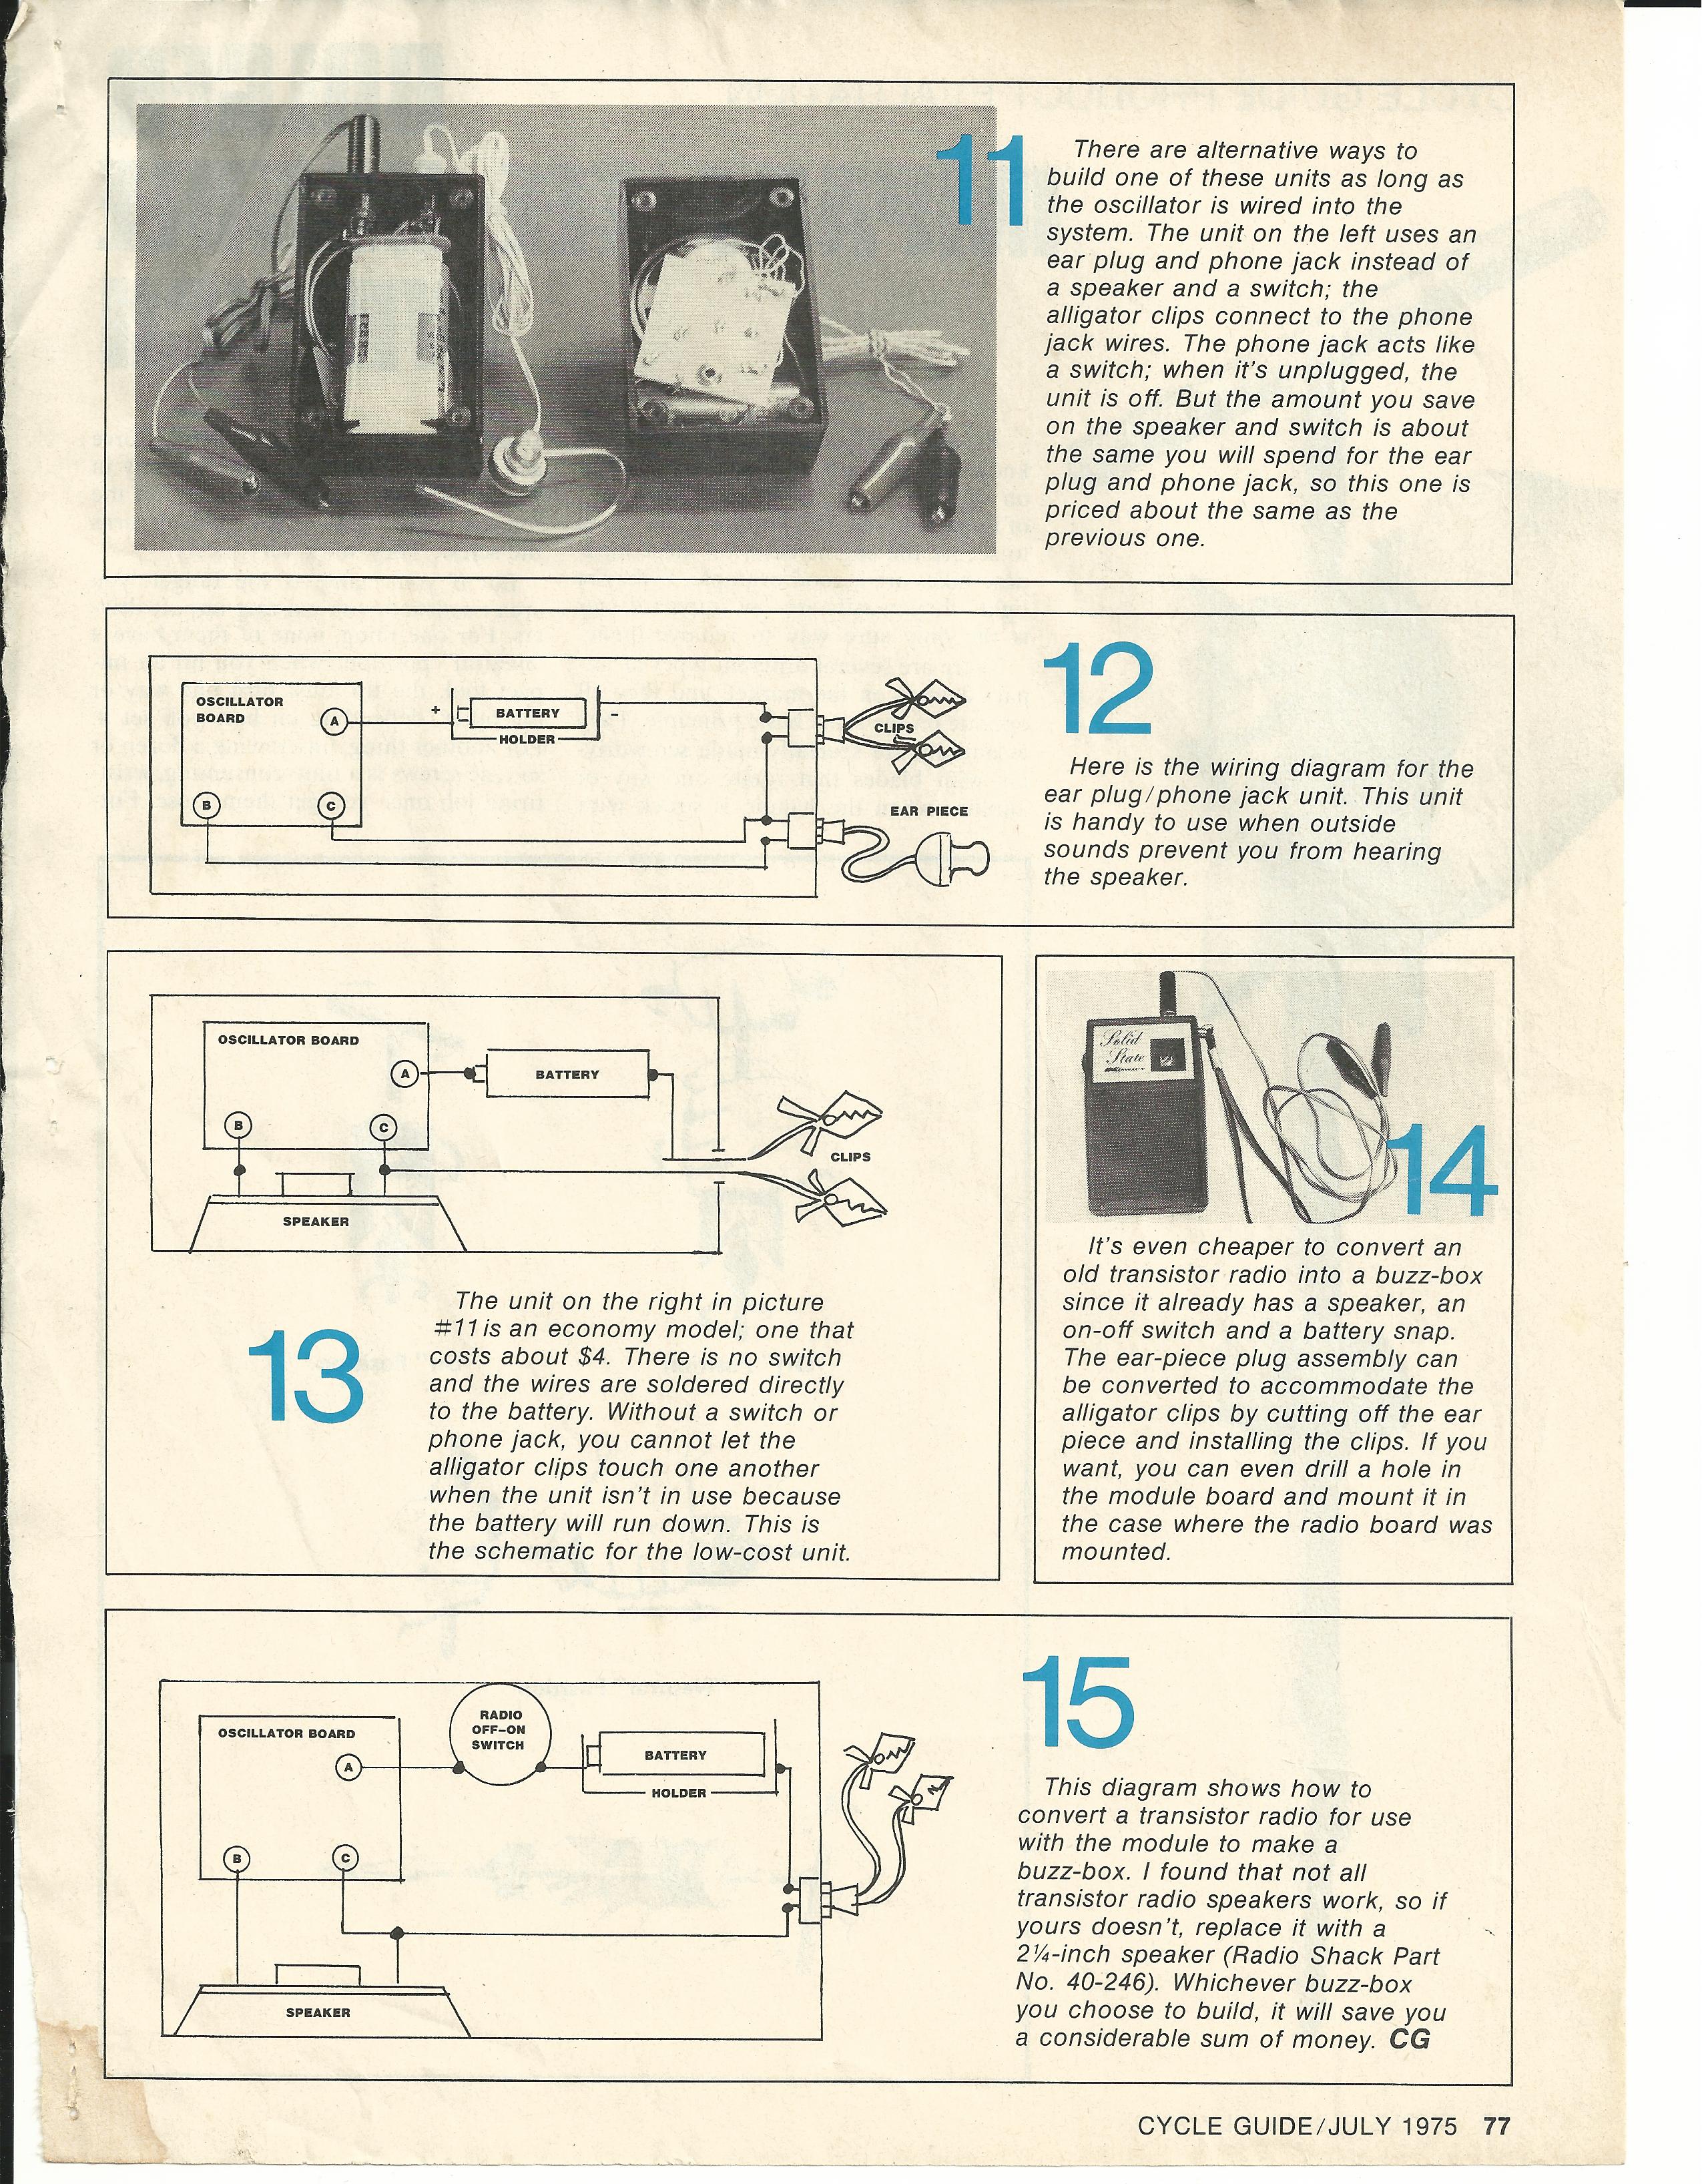 11
There are alternative ways to
build one of these units as long as
the oscillator is wired into the
system. The unit on the left uses an
ear plug and phone jack instead of
a speaker and a switch; the
alligator clips connect to the phone
jack wires. The phone jack acts like
a switch; when it's unplugged, the
unit is off. But the amount you save
on the speaker and switch is about
the same you will spend for the ear
plug and phone jack, so this one is
priced about the same as the
previous one.
OSCILLATOR
BOARD
A
B
C
+
BATTERY
-
HOLDER
CLIPS
EAR PIECE
12
Here is the wiring diagram for the
ear plug/phone jack unit. This unit
is handy to use when outside
sounds prevent you from hearing
the speaker.
OSCILLATOR BOARD
A
B
C
BATTERY
CLIPS
SPEAKER
13
The unit on the right in picture
#11 is an economy model; one that
costs about $4. There is no switch
and the wires are soldered directly
to the battery. Without a switch or
phone jack, you cannot let the
alligator clips touch one another
when the unit isn't in use because
the battery will run down. This is
the schematic for the low-cost unit.
Solid
State
14
It's even cheaper to convert an
old transistor radio into a buzz-box
since it already has a speaker, an
on-off switch and a battery snap.
The ear-piece plug assembly can
be converted to accommodate the
alligator clips by cutting off the ear
piece and installing the clips. If you
want, you can even drill a hole in
the module board and mount it in
the case where the radio board was
mounted.
OSCILLATOR BOARD
A
B
C
RADIO
OFF-ON
SWITCH
BATTERY
HOLDER
SPEAKER
15
This diagram shows how to
convert a transistor radio for use
with the module to make a
buzz-box. I found that not all
transistor radio speakers work, so if
yours doesn't, replace it with a
2¼-inch speaker (Radio Shack Part
No. 40-246). Whichever buzz-box
you choose to build, it will save you
a considerable sum of money. CG
CYCLE GUIDE/JULY 1975 77